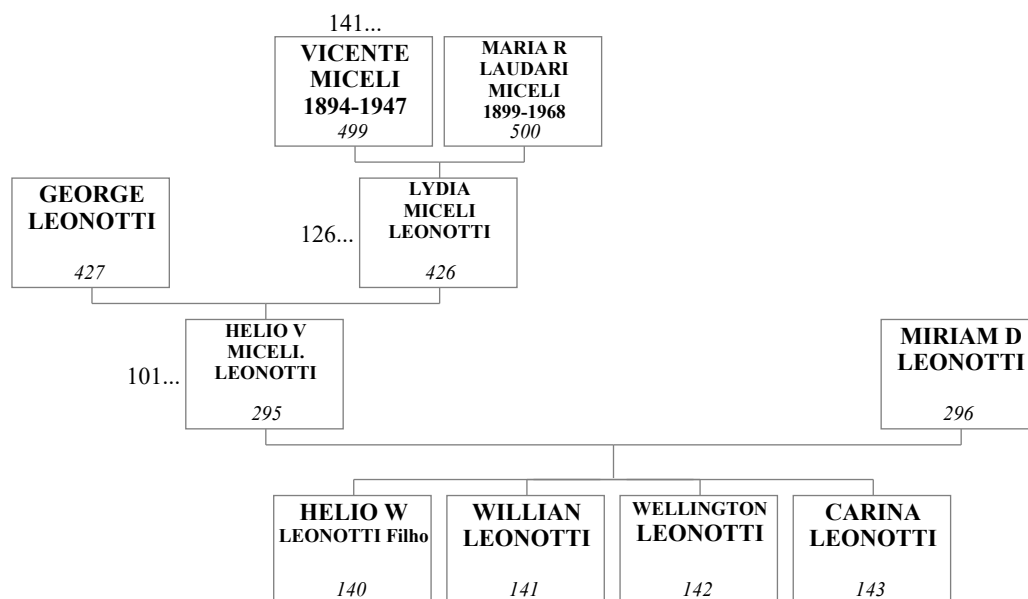 141...
VICENTE
MICELI
1894-1947
499
MARIA R
LAUDARI
MICELI
1899-1968
500
GEORGE
LEONOTTI
427
126...
LYDIA
MICELI
LEONOTTI
426
101...
HELIO V
MICELI.
LEONOTTI
295
MIRIAM D
LEONOTTI
296
HELIO W
LEONOTTI Filho
140
WILLIAN
LEONOTTI
141
WELLINGTON
LEONOTTI
142
CARINA
LEONOTTI
143